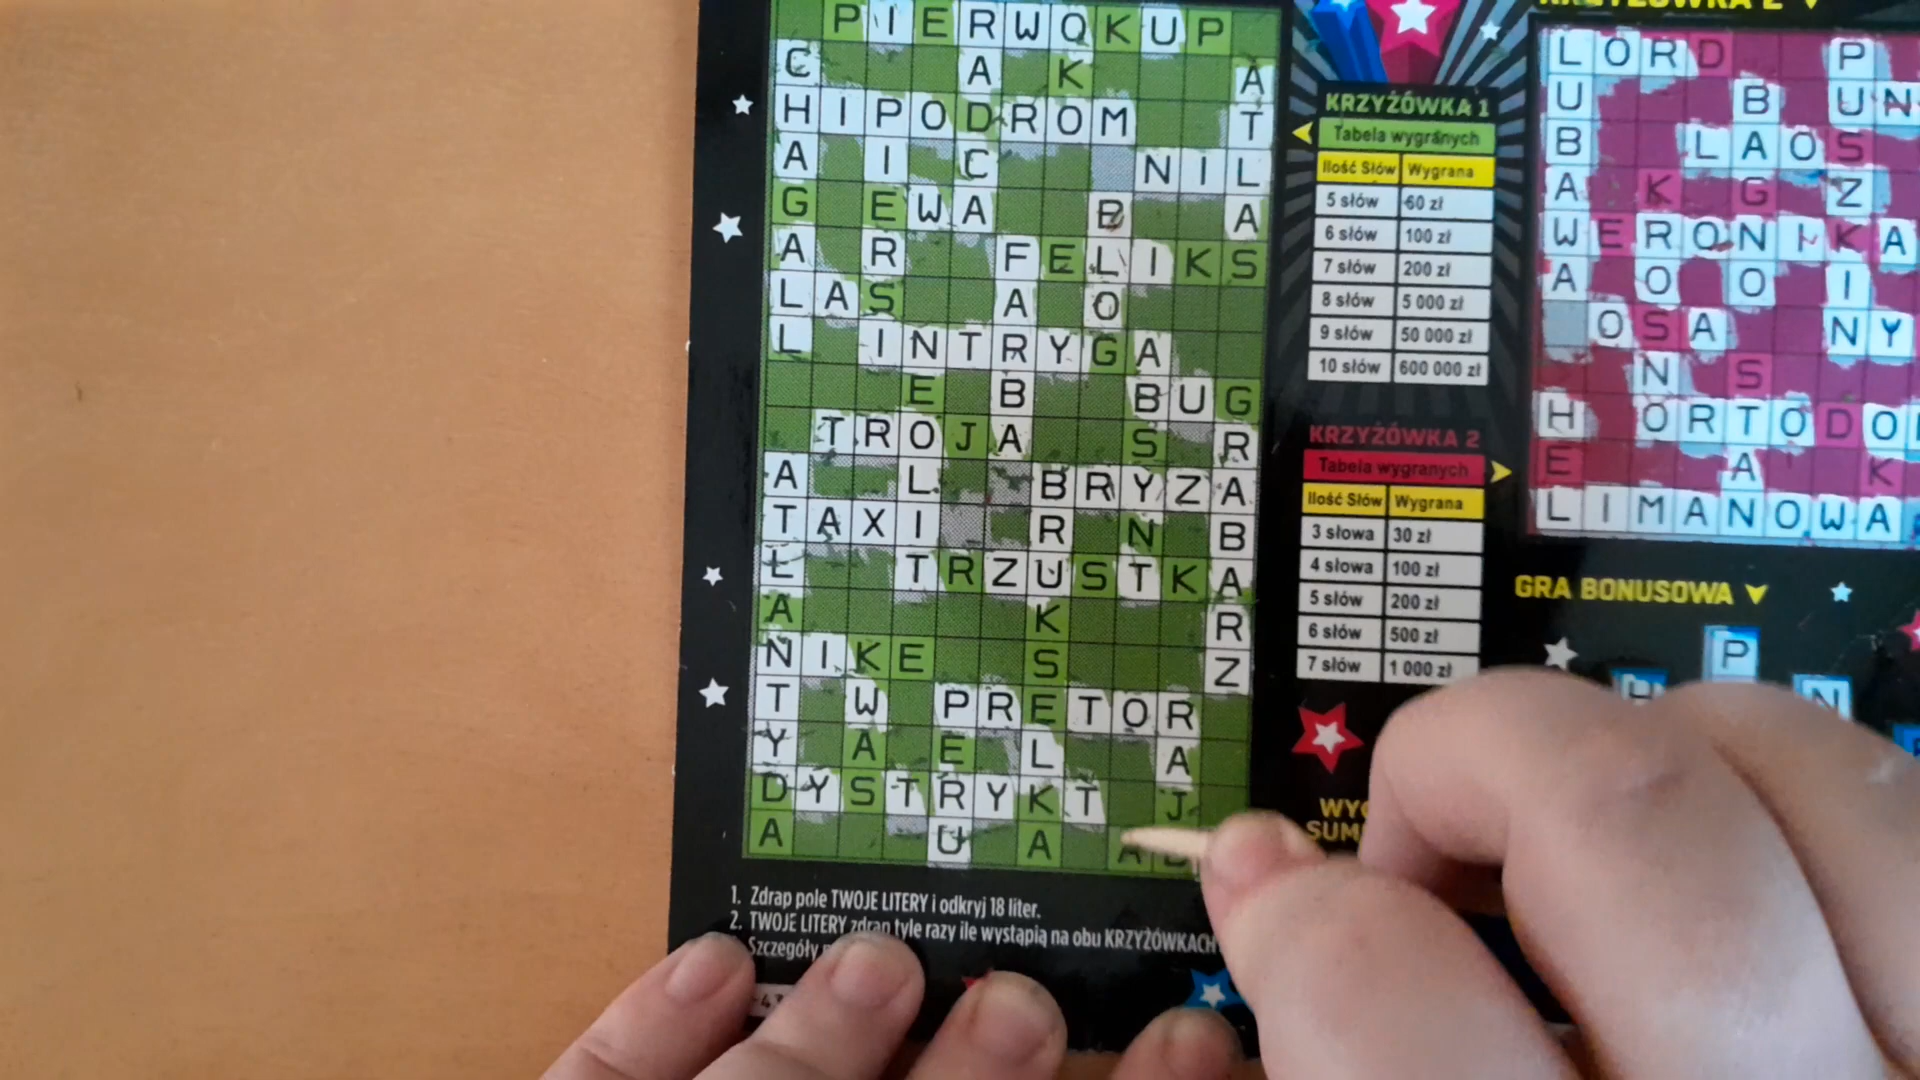 PIERWOKUP
C A K A
HIPODROM T
A I C NIL
G EWA B A
A R FELIKS
LAS A O
L INTRYGA
E B BUG
TROJA S R
A L BRYZA
TAXI R N B
L TRZUSTKA
A K R
NIKE S Z
T W PRETOR
Y A E L A
DYSTRYKT J
A U A A
KRZYŻÓWKA 1
Tabela wygranych
Ilość Słów Wygrana
5 słów 60 zł
6 słów 100 zł
7 słów 200 zł
8 słów 5 000 zł
9 słów 50 000 zł
10 słów 600 000 zł
KRZYŻÓWKA 2
Tabela wygranych
Ilość Słów Wygrana
3 słowa 30 zł
4 słowa 100 zł
5 słów 200 zł
6 słów 500 zł
7 słów 1 000 zł
KRZYŻÓWKA 2
LORD P
U B UN
B LAOS
A K G Z
WERONIKA
A O O I
OSA NY
N S
H ORTODO
E A K
LIMANOWA
GRA BONUSOWA
P
N
1. Zdrap pole TWOJE LITERY i odkryj 18 liter.
2. TWOJE LITERY zdrap tyle razy ile wystąpią na obu KRZYŻÓWKACH
Szczegóły